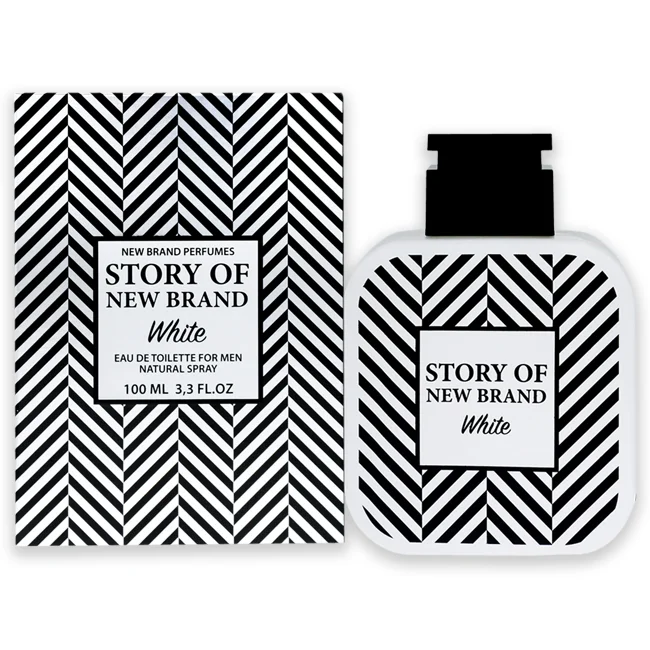 NEW BRAND PERFUMES
STORY OF
NEW BRAND
White
EAU DE TOILETTE FOR MEN
NATURAL SPRAY
100 ML 3,3 FL.OZ
STORY OF
NEW BRAND
White